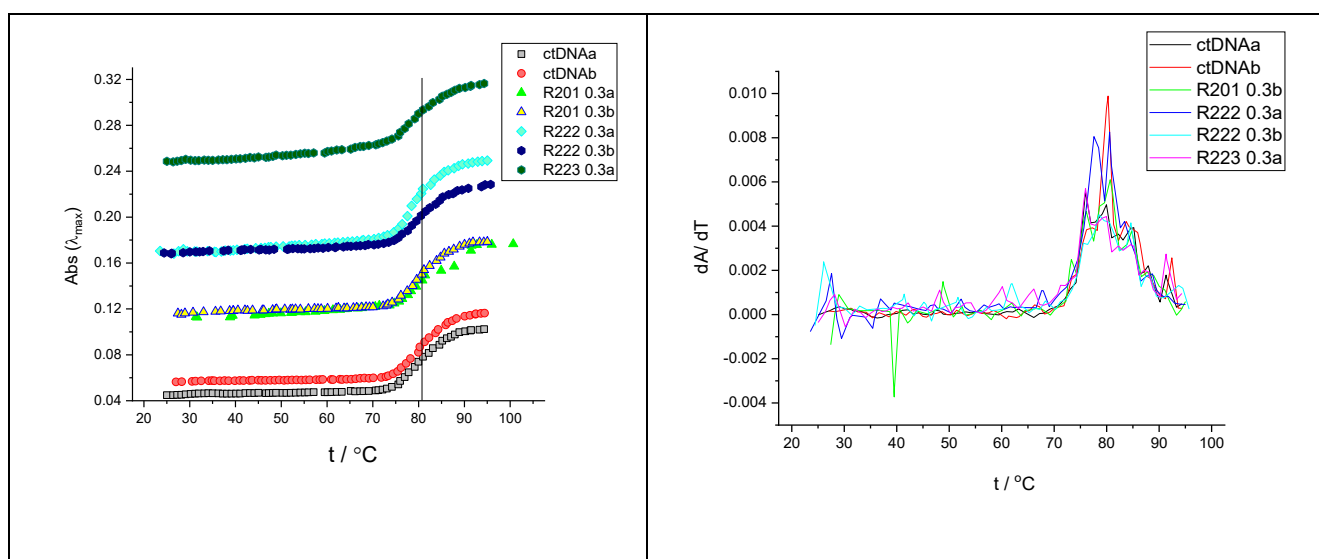 ctDNAa
ctDNAb
R201 0.3a
R201 0.3b
R222 0.3a
R222 0.3b
R223 0.3a
0.32
0.28
0.24
0.20
0.16
0.12
0.08
0.04
Abs (λmax)
20 30 40 50 60 70 80 90 100
t / °C
ctDNAa
ctDNAb
R201 0.3b
R222 0.3a
R222 0.3b
R223 0.3a
0.010
0.008
0.006
0.004
0.002
0.000
-0.002
-0.004
dA/ dT
20 30 40 50 60 70 80 90 100
t / °C